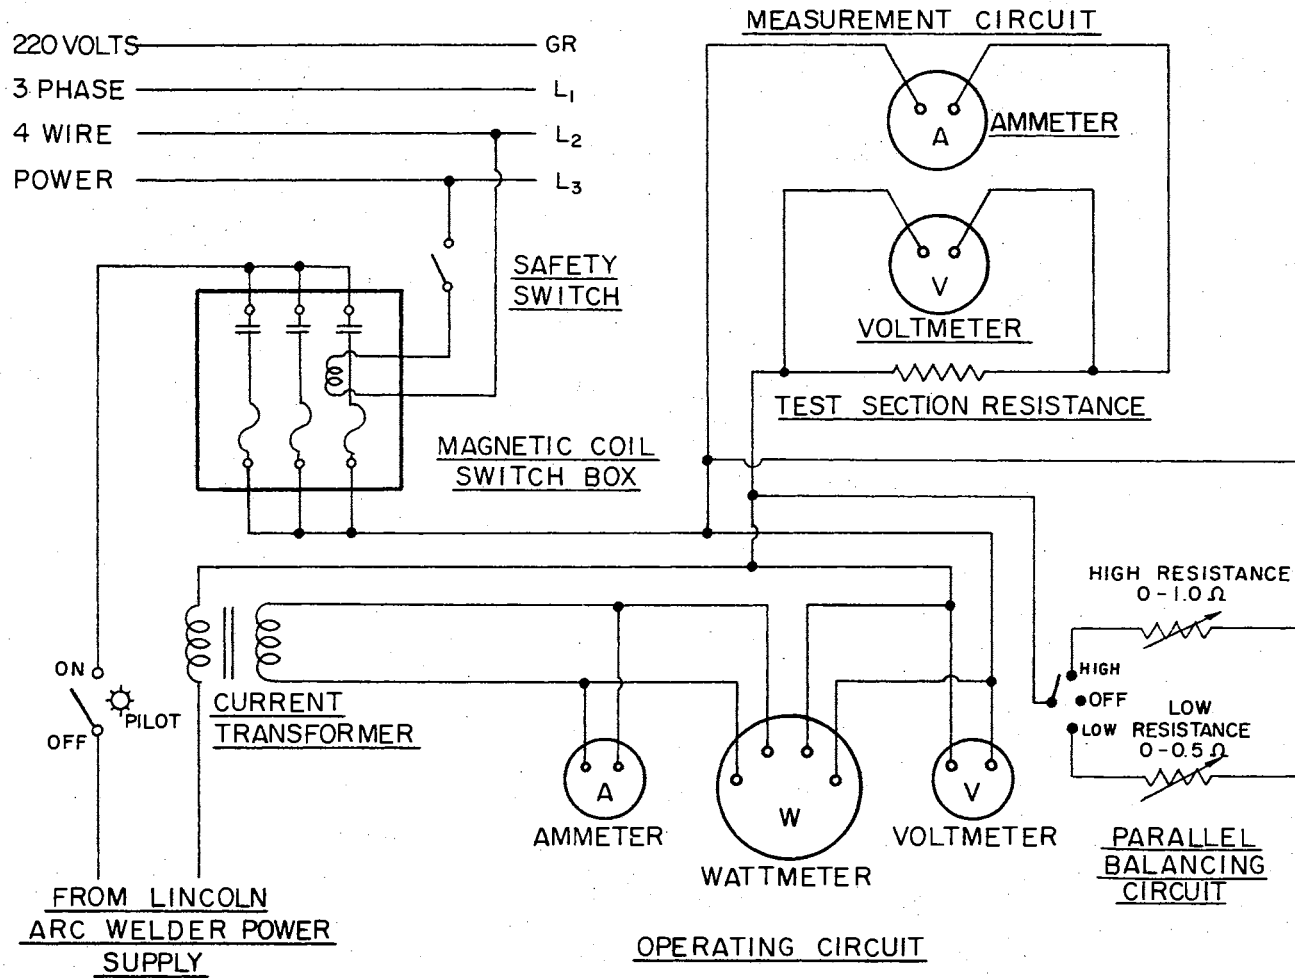 MEASUREMENT CIRCUIT
220 VOLTS
GR
3 PHASE
L1
4 WIRE
L2
POWER
L3
A
AMMETER
V
VOLTMETER
SAFETY
SWITCH
TEST SECTION RESISTANCE
MAGNETIC COIL
SWITCH BOX
HIGH RESISTANCE
0-1.0 Ω
ON
PILOT
OFF
CURRENT
TRANSFORMER
HIGH
OFF
LOW
LOW
RESISTANCE
0-0.5 Ω
A
AMMETER
W
WATTMETER
V
VOLTMETER
PARALLEL
BALANCING
CIRCUIT
FROM LINCOLN
ARC WELDER POWER
SUPPLY
OPERATING CIRCUIT